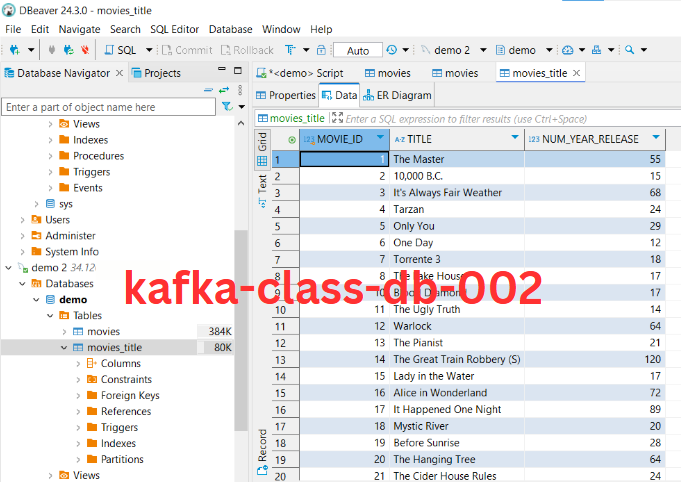 DBeaver 24.3.0 - movies_title
File Edit Navigate Search SQL Editor Database Window Help
SQL Commit Rollback Auto demo 2 demo
Database Navigator Projects
*<demo> Script movies movies movies_title
Enter a part of object name here
Properties Data ER Diagram
movies_title Enter a SQL expression to filter results (use Ctrl+Space)
Views
Indexes
Procedures
Triggers
Events
sys
Users
Administer
System Info
demo 2 34.12
Databases
demo
Tables
movies 384K
movies_title 80K
Columns
Constraints
Foreign Keys
References
Triggers
Indexes
Partitions
Views
Grid
Text
Record
123 MOVIE_ID A-Z TITLE 123 NUM_YEAR_RELEASE
1 1 The Master 55
2 2 10,000 B.C. 15
3 3 It's Always Fair Weather 68
4 4 Tarzan 24
5 5 Only You 29
6 6 One Day 12
7 7 Torrente 3 18
8 8 The Lake House 17
9 10 Blood Diamond 17
10 11 The Ugly Truth 14
11 12 Warlock 64
12 13 The Pianist 21
13 14 The Great Train Robbery (S) 120
14 15 Lady in the Water 17
15 16 Alice in Wonderland 72
16 17 It Happened One Night 89
17 18 Mystic River 20
18 19 Before Sunrise 28
19 20 The Hanging Tree 64
20 21 The Cider House Rules 24
kafka-class-db-002